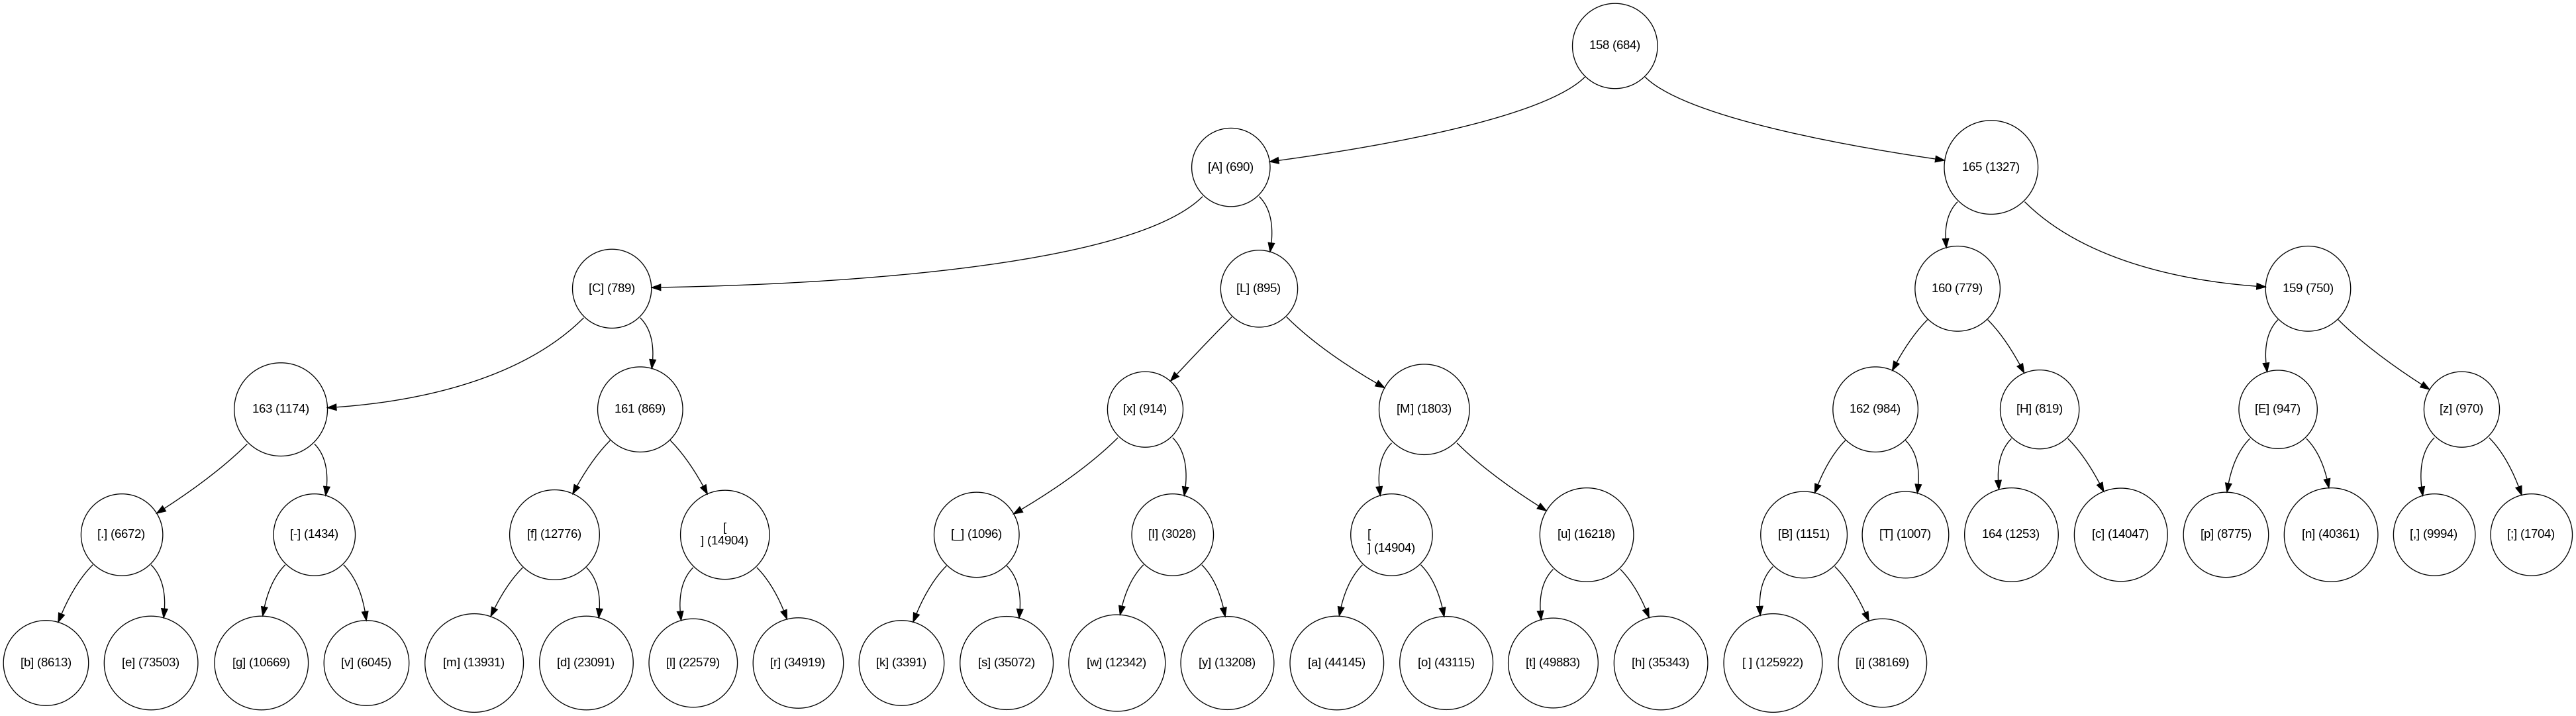 158 (684)
[A] (690)
165 (1327)
[C] (789)
[L] (895)
160 (779)
159 (750)
163 (1174)
161 (869)
[x] (914)
[M] (1803)
162 (984)
[H] (819)
[E] (947)
[z] (970)
[.] (6672)
[-] (1434)
[f] (12776)
[
] (14904)
[_] (1096)
[I] (3028)
[
] (14904)
[u] (16218)
[B] (1151)
[T] (1007)
164 (1253)
[c] (14047)
[p] (8775)
[n] (40361)
[,] (9994)
[;] (1704)
[b] (8613)
[e] (73503)
[g] (10669)
[v] (6045)
[m] (13931)
[d] (23091)
[l] (22579)
[r] (34919)
[k] (3391)
[s] (35072)
[w] (12342)
[y] (13208)
[a] (44145)
[o] (43115)
[t] (49883)
[h] (35343)
[ ] (125922)
[i] (38169)